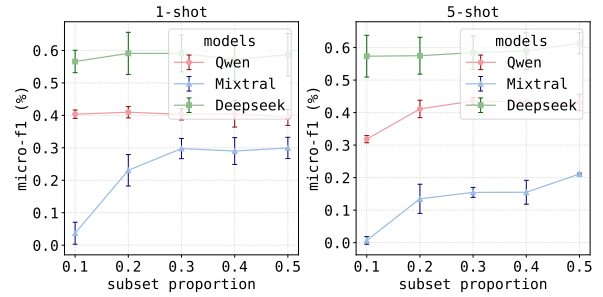 1-shot
micro-f1 (%)
0.6
0.5
0.4
0.3
0.2
0.1
0.0
models
Qwen
Mixtral
Deepseek
0.1 0.2 0.3 0.4 0.5
subset proportion
5-shot
micro-f1 (%)
0.6
0.5
0.4
0.3
0.2
0.1
0.0
models
Qwen
Mixtral
Deepseek
0.1 0.2 0.3 0.4 0.5
subset proportion